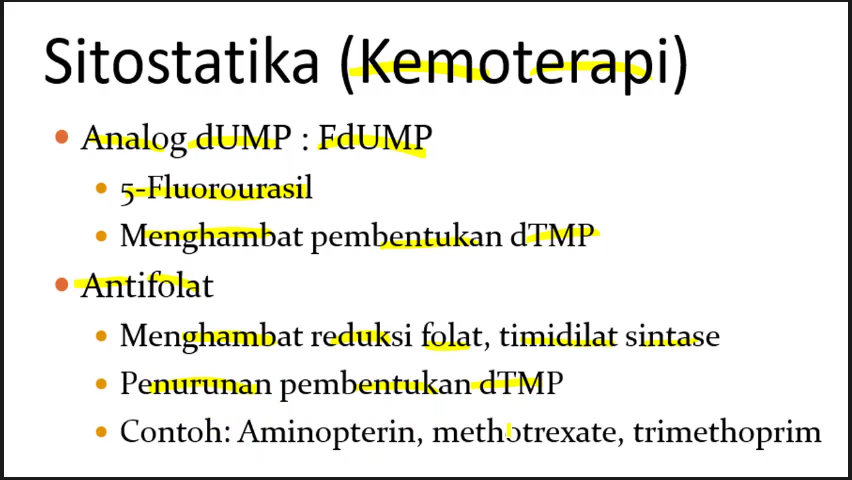 Sitostatika (Kemoterapi)
Analog dUMP : FdUMP
5-Fluorourasil
Menghambat pembentukan dTMP
Antifolat
Menghambat reduksi folat, timidilat sintase
Penurunan pembentukan dTMP
Contoh: Aminopterin, methotrexate, trimethoprim